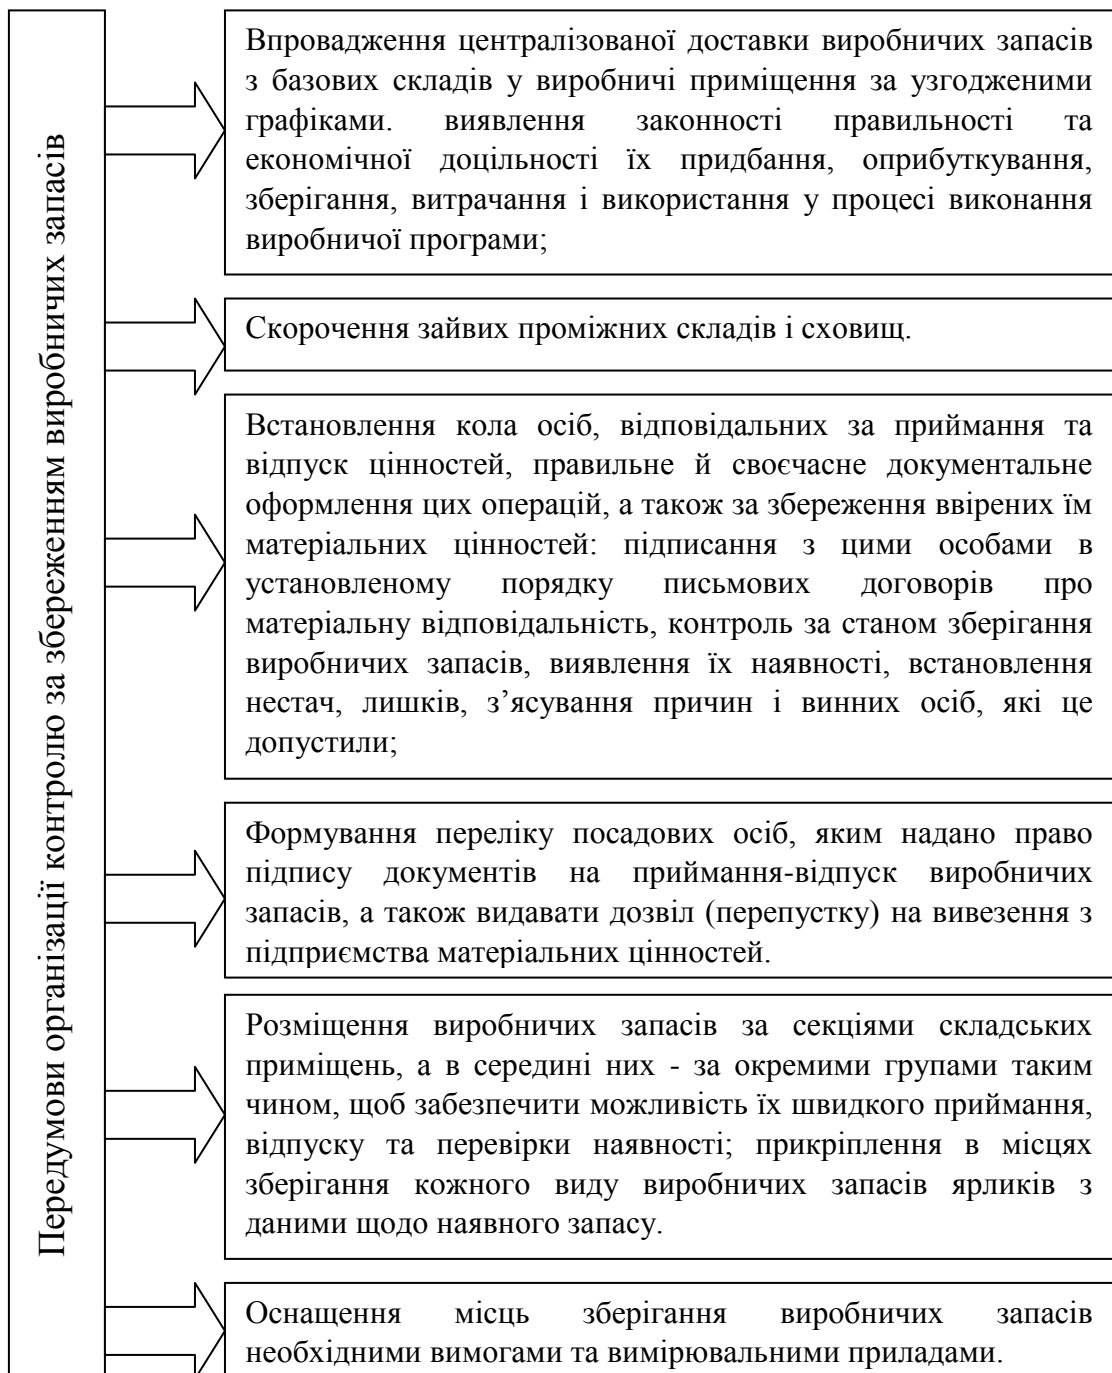 Передумови організації контролю за збереженням виробничих запасів
Впровадження централізованої доставки виробничих запасів
з базових складів у виробничі приміщення за узгодженими
графіками. виявлення законності правильності та
економічної доцільності їх придбання, оприбуткування,
зберігання, витрачання і використання у процесі виконання
виробничої програми;
Скорочення зайвих проміжних складів і сховищ.
Встановлення кола осіб, відповідальних за приймання та
відпуск цінностей, правильне й своєчасне документальне
оформлення цих операцій, а також за збереження ввірених їм
матеріальних цінностей: підписання з цими особами в
установленому порядку письмових договорів про
матеріальну відповідальність, контроль за станом зберігання
виробничих запасів, виявлення їх наявності, встановлення
нестач, лишків, з’ясування причин і винних осіб, які це
допустили;
Формування переліку посадових осіб, яким надано право
підпису документів на приймання-відпуск виробничих
запасів, а також видавати дозвіл (перепустку) на вивезення з
підприємства матеріальних цінностей.
Розміщення виробничих запасів за секціями складських
приміщень, а в середині них - за окремими групами таким
чином, щоб забезпечити можливість їх швидкого приймання,
відпуску та перевірки наявності; прикріплення в місцях
зберігання кожного виду виробничих запасів ярликів з
даними щодо наявного запасу.
Оснащення місць зберігання виробничих запасів
необхідними вимогами та вимірювальними приладами.